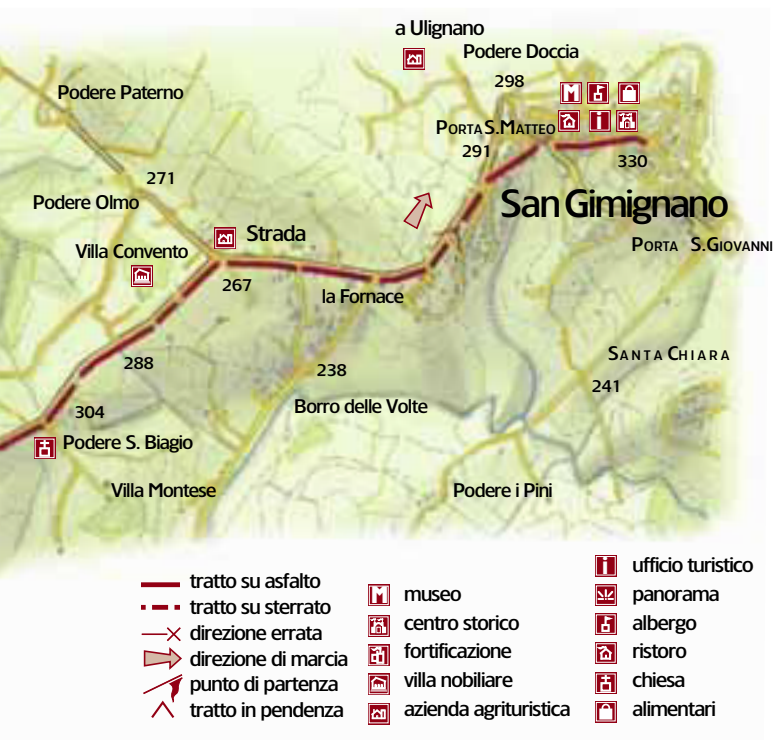 a Ulignano
Podere Doccia
298
Podere Paterno
PORTA S.MATTEO
291
330
271
Podere Olmo
San Gimignano
Strada
Villa Convento
PORTA S.GIOVANNI
267
la Fornace
SANTA CHIARA
288
238
241
304
Borro delle Volte
Podere S. Biagio
Villa Montese
Podere i Pini
tratto su asfalto
tratto su sterrato
direzione errata
direzione di marcia
punto di partenza
tratto in pendenza
museo
centro storico
fortificazione
villa nobiliare
azienda agrituristica
ufficio turistico
panorama
albergo
ristoro
chiesa
alimentari